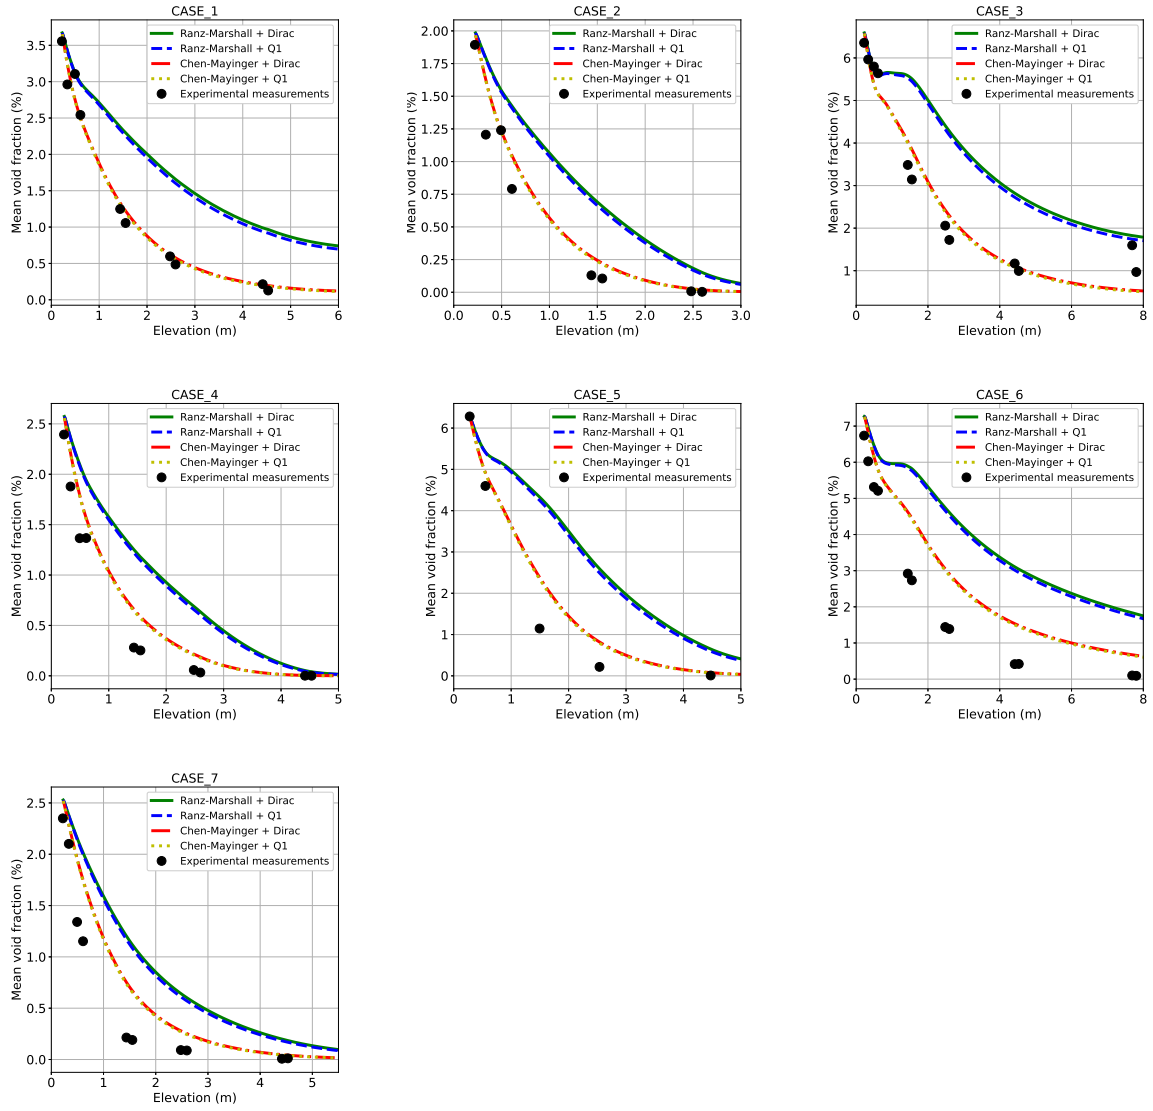 CASE_1
Mean void fraction (%)
3.5
3.0
2.5
2.0
1.5
1.0
0.5
0.0
Ranz-Marshall + Dirac
Ranz-Marshall + Q1
Chen-Mayinger + Dirac
Chen-Mayinger + Q1
Experimental measurements
0 1 2 3 4 5 6
Elevation (m)
CASE_2
Mean void fraction (%)
2.00
1.75
1.50
1.25
1.00
0.75
0.50
0.25
0.00
Ranz-Marshall + Dirac
Ranz-Marshall + Q1
Chen-Mayinger + Dirac
Chen-Mayinger + Q1
Experimental measurements
0.0 0.5 1.0 1.5 2.0 2.5 3.0
Elevation (m)
CASE_3
Mean void fraction (%)
6
5
4
3
2
1
Ranz-Marshall + Dirac
Ranz-Marshall + Q1
Chen-Mayinger + Dirac
Chen-Mayinger + Q1
Experimental measurements
0 2 4 6 8
Elevation (m)
CASE_4
Mean void fraction (%)
2.5
2.0
1.5
1.0
0.5
0.0
Ranz-Marshall + Dirac
Ranz-Marshall + Q1
Chen-Mayinger + Dirac
Chen-Mayinger + Q1
Experimental measurements
0 1 2 3 4 5
Elevation (m)
CASE_5
Mean void fraction (%)
6
5
4
3
2
1
0
Ranz-Marshall + Dirac
Ranz-Marshall + Q1
Chen-Mayinger + Dirac
Chen-Mayinger + Q1
Experimental measurements
0 1 2 3 4 5
Elevation (m)
CASE_6
Mean void fraction (%)
7
6
5
4
3
2
1
0
Ranz-Marshall + Dirac
Ranz-Marshall + Q1
Chen-Mayinger + Dirac
Chen-Mayinger + Q1
Experimental measurements
0 2 4 6 8
Elevation (m)
CASE_7
Mean void fraction (%)
2.5
2.0
1.5
1.0
0.5
0.0
Ranz-Marshall + Dirac
Ranz-Marshall + Q1
Chen-Mayinger + Dirac
Chen-Mayinger + Q1
Experimental measurements
0 1 2 3 4 5
Elevation (m)